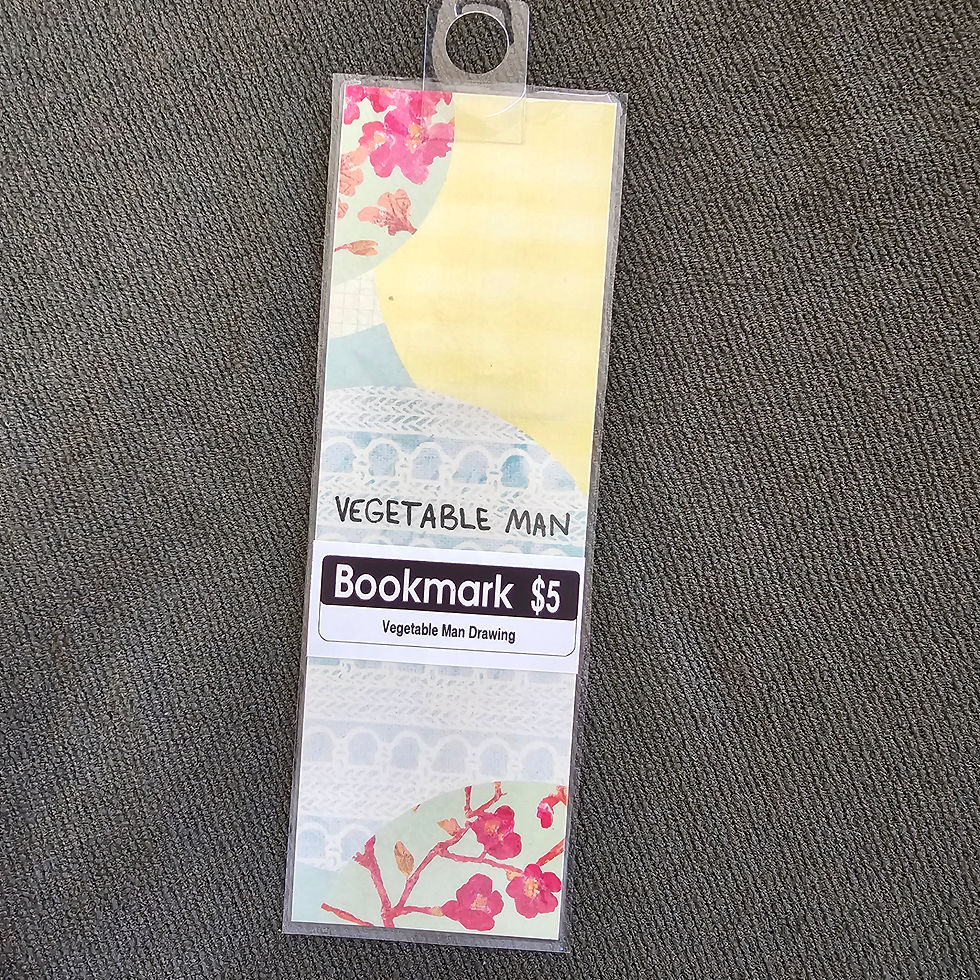 VEGETABLE MAN
Bookmark $5
Vegetable Man Drawing